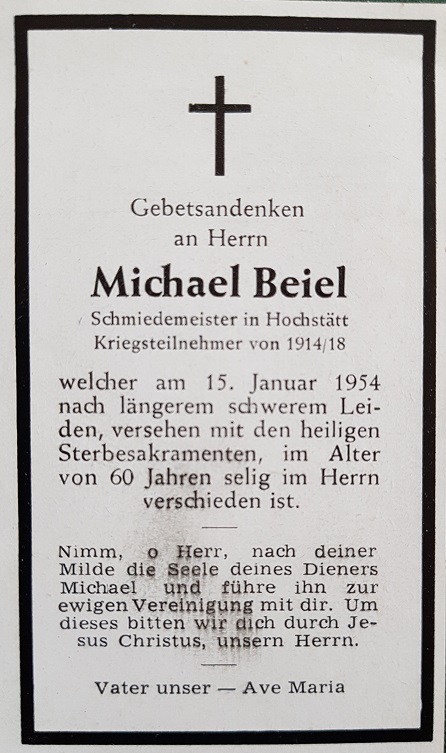 Gebetsandenken
an Herrn
Michael Beiel
Schmiedemeister in Hochstätt
Kriegsteilnehmer von 1914/18
welcher am 15. Januar 1954
nach längerem schwerem Lei-
den, versehen mit den heiligen
Sterbesakramenten, im Alter
von 60 Jahren selig im Herrn
verschieden ist.
Nimm, o Herr, nach deiner
Milde die Seele deines Dieners
Michael und führe ihn zur
ewigen Vereinigung mit dir. Um
dieses bitten wir dich durch Je-
sus Christus, unsern Herrn.
Vater unser — Ave Maria